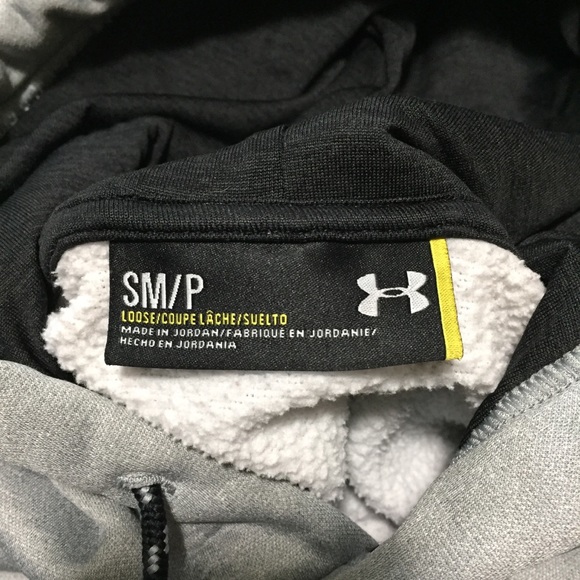 SM/P
LOOSE/COUPE LÂCHE/SUELTO
MADE IN JORDAN/FABRIQUÉ EN JORDANIE/
HECHO EN JORDANIA